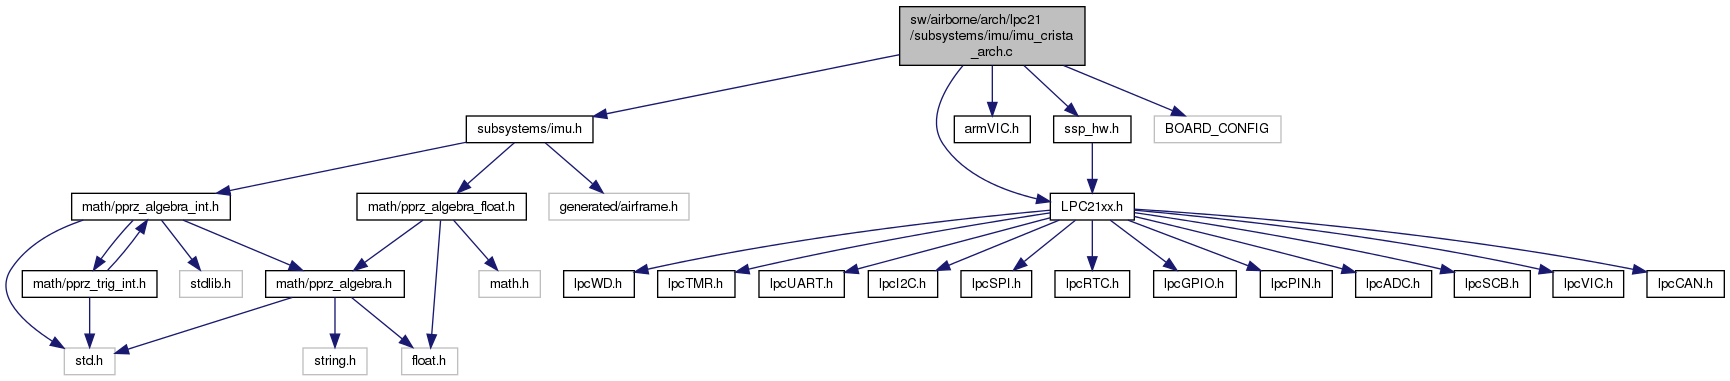 sw/airborne/arch/lpc21
/subsystems/imu/imu_crista
_arch.c
subsystems/imu.h
armVIC.h
ssp_hw.h
BOARD_CONFIG
math/pprz_algebra_int.h
math/pprz_algebra_float.h
generated/airframe.h
LPC21xx.h
math/pprz_trig_int.h
stdlib.h
math/pprz_algebra.h
math.h
lpcWD.h
lpcTMR.h
lpcUART.h
lpcI2C.h
lpcSPI.h
lpcRTC.h
lpcGPIO.h
lpcPIN.h
lpcADC.h
lpcSCB.h
lpcVIC.h
lpcCAN.h
std.h
string.h
float.h